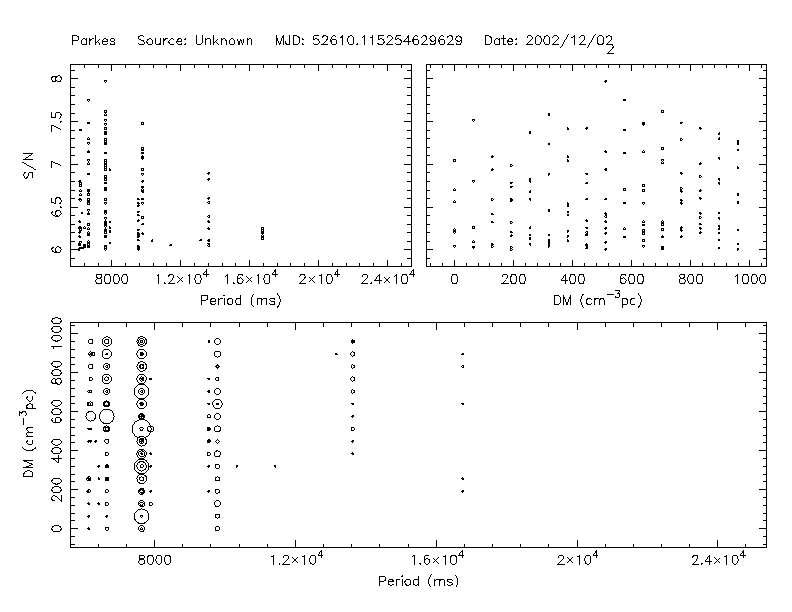 Parkes Source: Unknown MJD: 52610.115254629629 Date: 2002/12/02
2
S/N
8
7.5
7
6.5
6
8000 1.2×10⁴ 1.6×10⁴ 2×10⁴ 2.4×10⁴
Period (ms)
0 200 400 600 800 1000
DM (cm⁻³pc)
DM (cm⁻³pc)
1000
800
600
400
200
0
8000 1.2×10⁴ 1.6×10⁴ 2×10⁴ 2.4×10⁴
Period (ms)